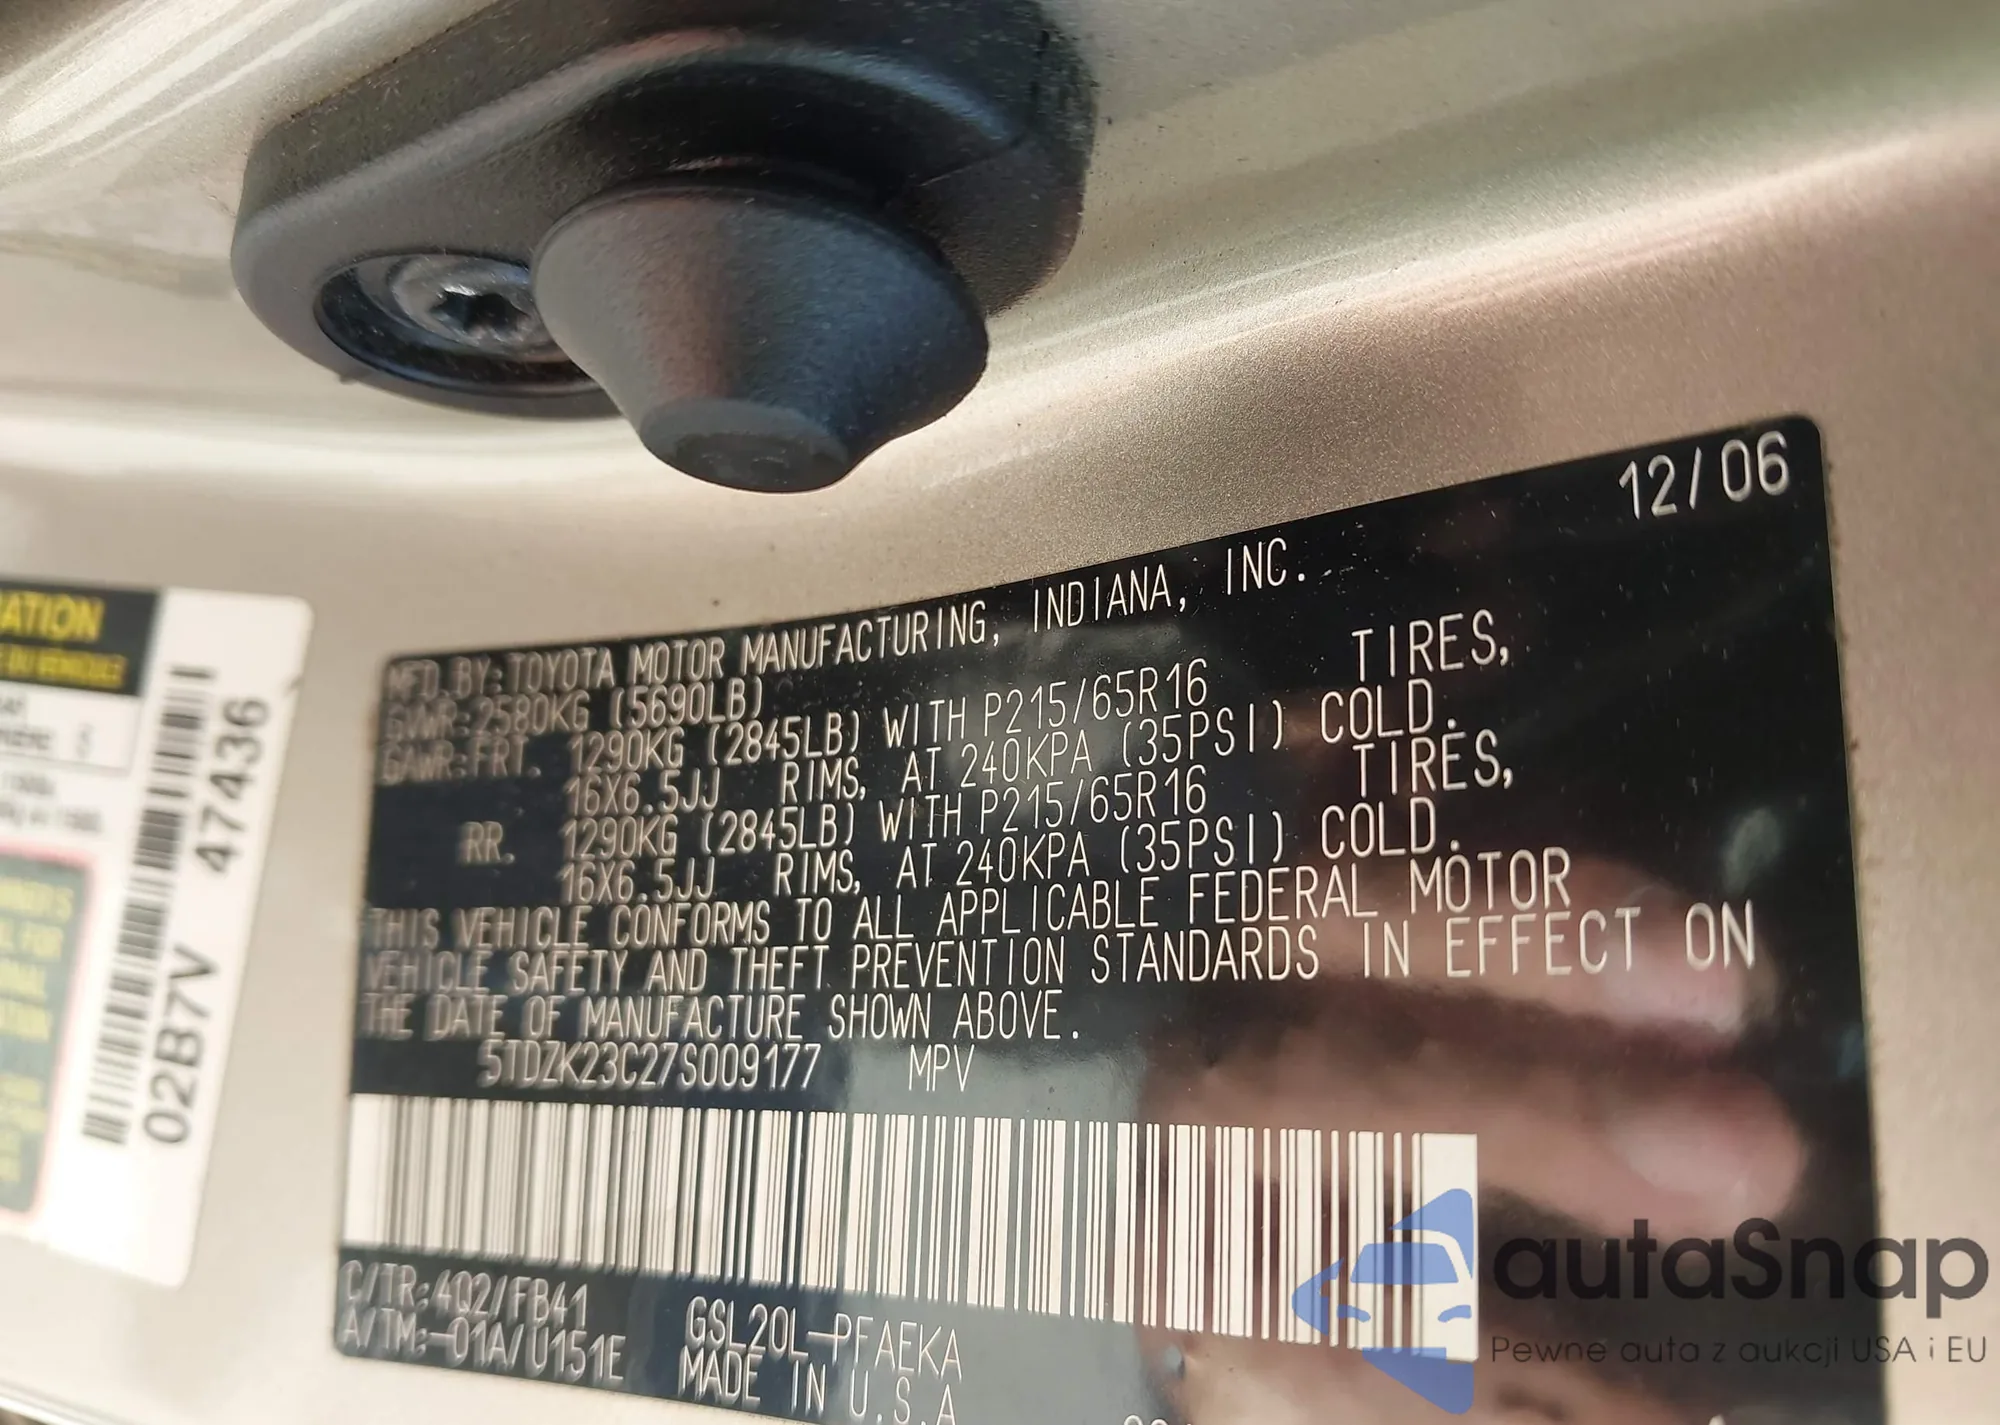 12/06
MFD.BY:TOYOTA MOTOR MANUFACTURING, INDIANA, INC.
GVWR:2580KG (5690LB)
GAWR:FRT. 1290KG (2845LB) WITH P215/65R16 TIRES,
16X6.5JJ RIMS, AT 240KPA (35PSI) COLD.
RR. 1290KG (2845LB) WITH P215/65R16 TIRES,
16X6.5JJ RIMS, AT 240KPA (35PSI) COLD.
THIS VEHICLE CONFORMS TO ALL APPLICABLE FEDERAL MOTOR
VEHICLE SAFETY AND THEFT PREVENTION STANDARDS IN EFFECT ON
THE DATE OF MANUFACTURE SHOWN ABOVE.
5TDZK23C27S009177 MPV
C/TR:4Q2/FB41 GSL20L-PFAEKA
A/TM:-01A/U151E MADE IN U.S.A
02B7V 47436
ATION
autaSnap
Pewne auta z aukcji USA i EU